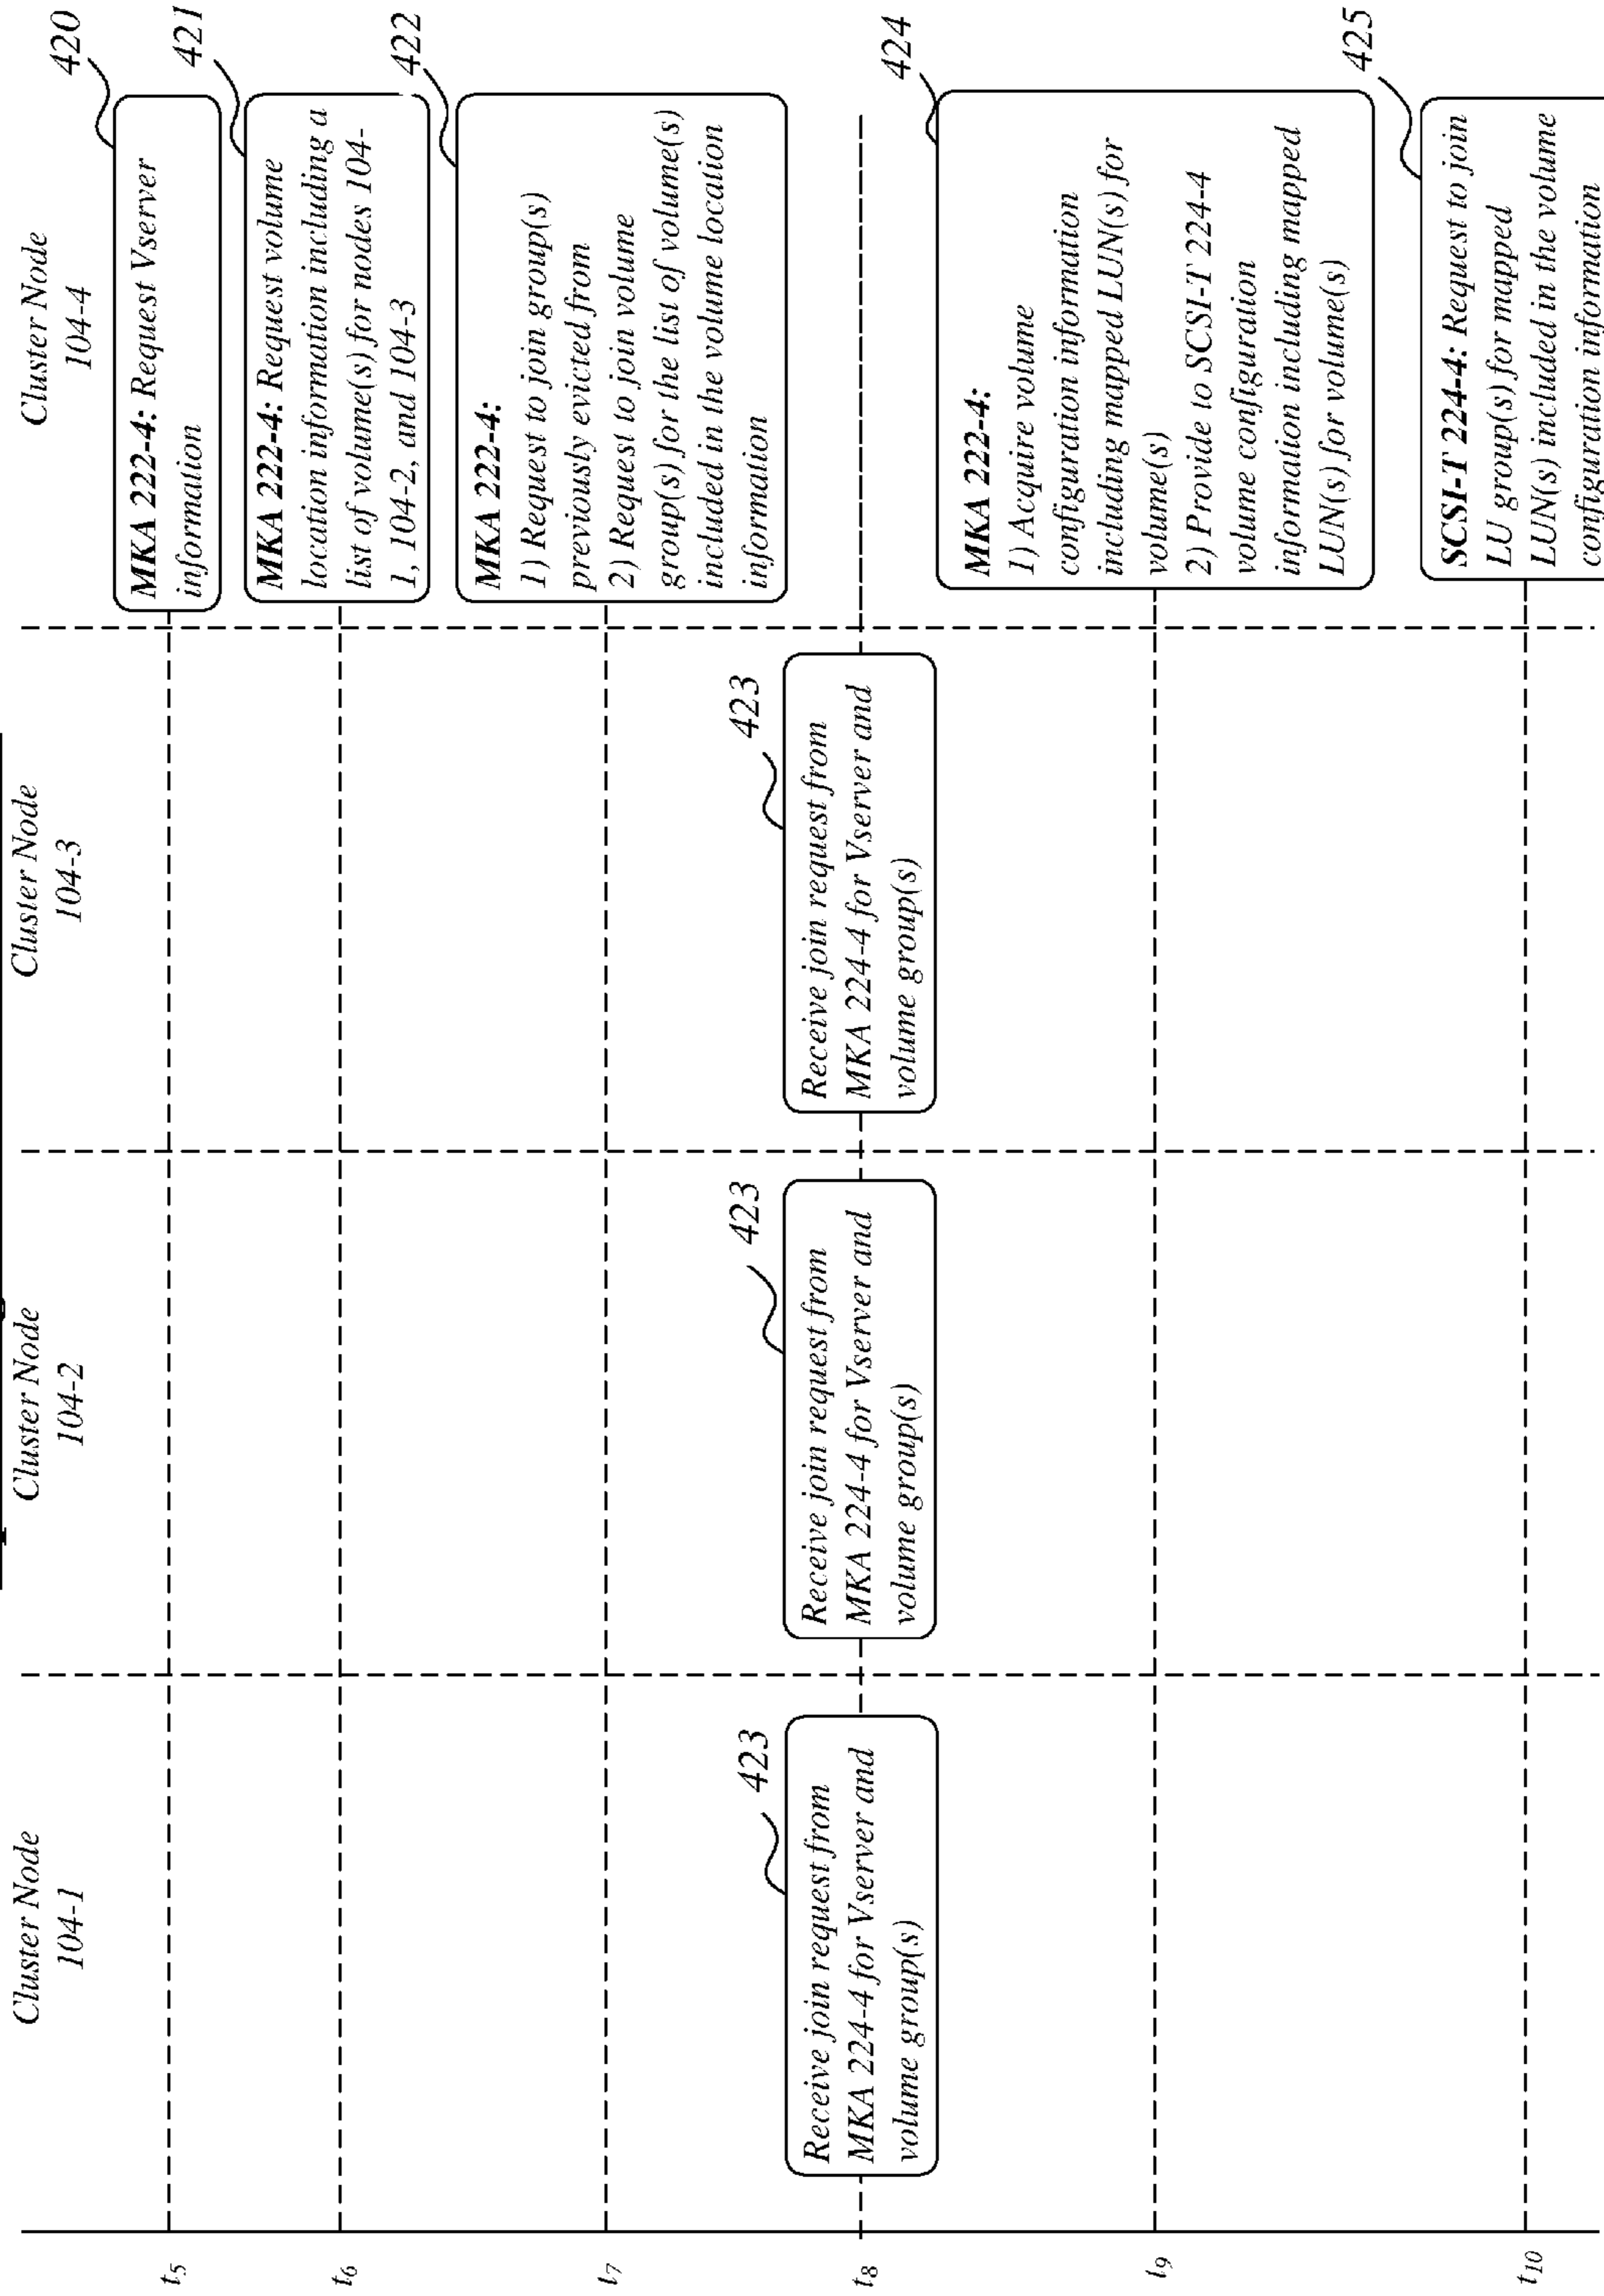 Cluster Node
104-1
Cluster Node
104-2
Cluster Node
104-3
Cluster Node
104-4
t5
420
MKA 222-4: Request Vserver
information
t6
421
MKA 222-4: Request volume
location information including a
list of volume(s) for nodes 104-
1, 104-2, and 104-3
t7
422
MKA 222-4:
1) Request to join group(s)
previously evicted from
2) Request to join volume
group(s) for the list of volume(s)
included in the volume location
information
t8
423
Receive join request from
MKA 224-4 for Vserver and
volume group(s)
423
Receive join request from
MKA 224-4 for Vserver and
volume group(s)
423
Receive join request from
MKA 224-4 for Vserver and
volume group(s)
t9
424
MKA 222-4:
1) Acquire volume
configuration information
including mapped LUN(s) for
volume(s)
2) Provide to SCSI-T 224-4
volume configuration
information including mapped
LUN(s) for volume(s)
t10
425
SCSI-T 224-4: Request to join
LU group(s) for mapped
LUN(s) included in the volume
configuration information